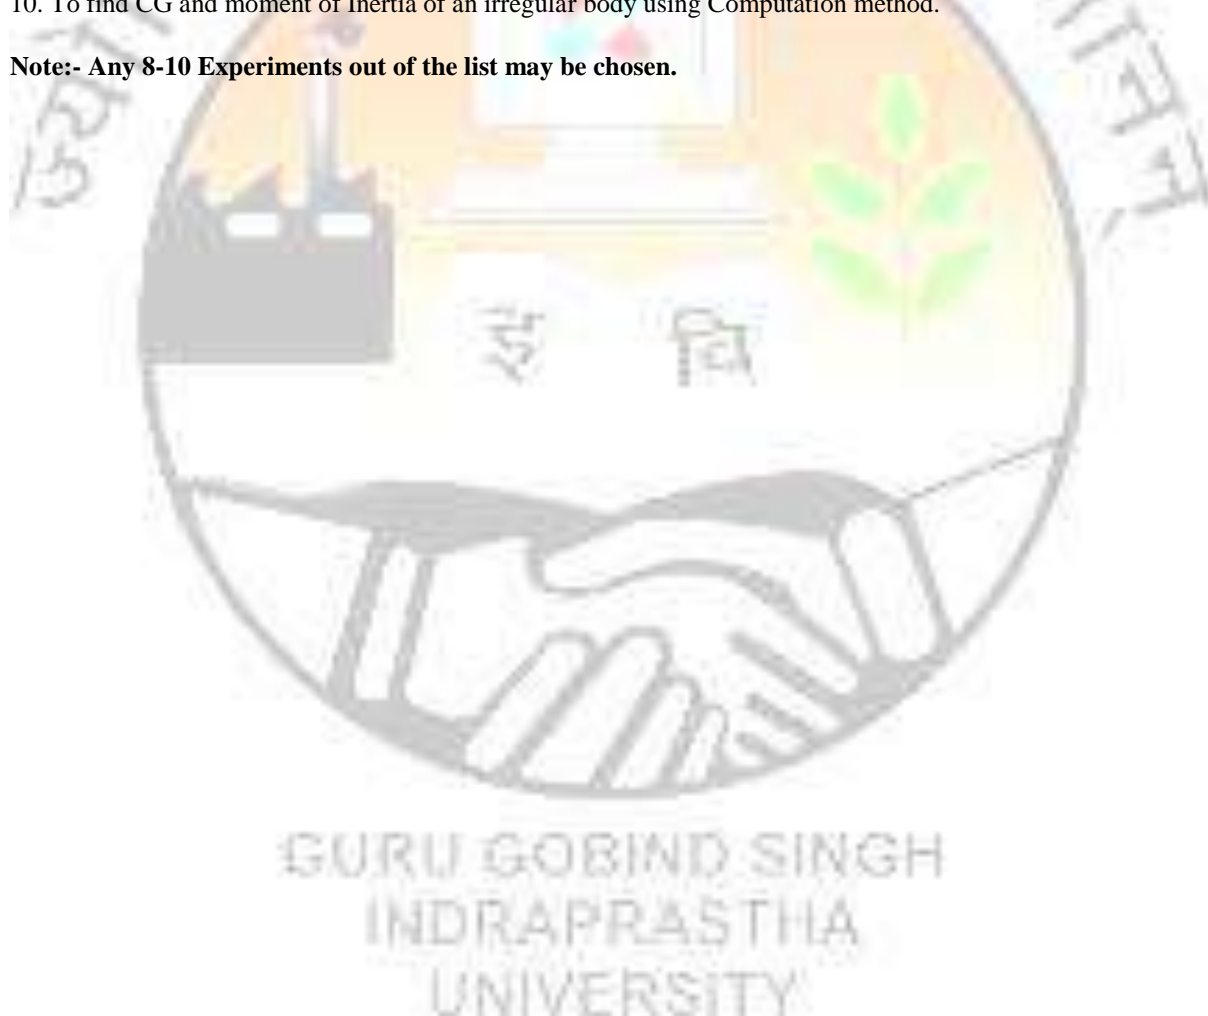 10. To find CG and moment of Inertia of an irregular body using Computation method.
Note:- Any 8-10 Experiments out of the list may be chosen.
GURU GOBIND SINGH
INDRAPRASTHA
UNIVERSITY